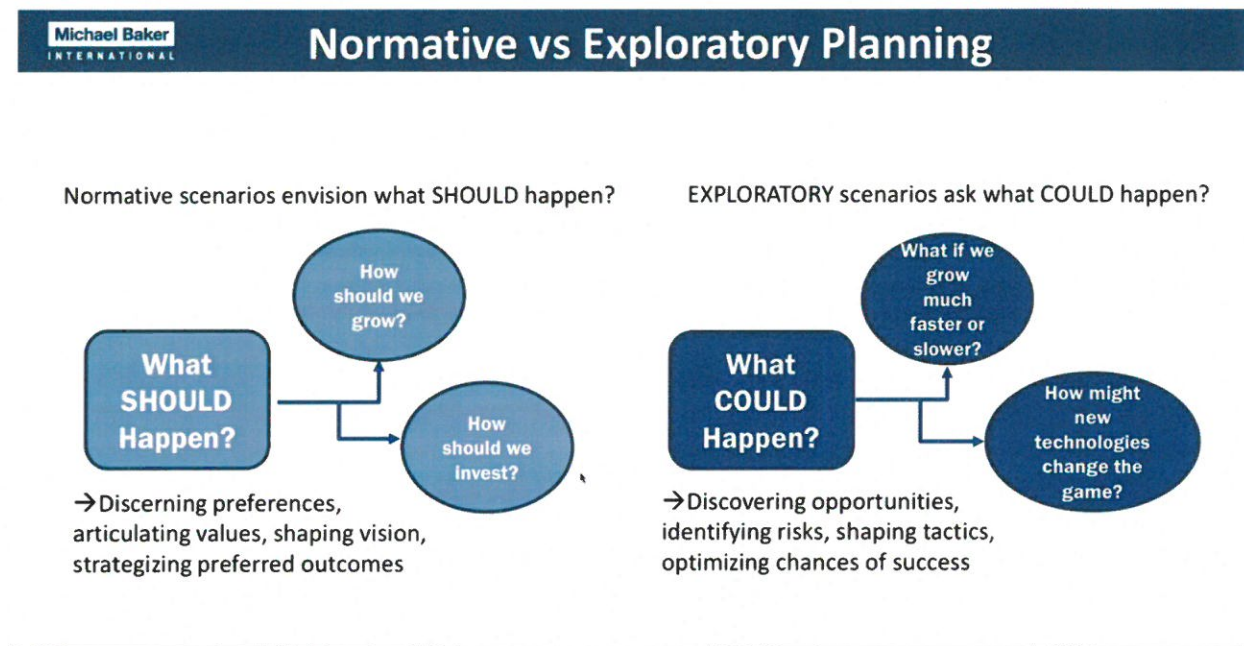 Michael Baker
INTERNATIONAL
Normative vs Exploratory Planning
Normative scenarios envision what SHOULD happen?
How
should we
grow?
What
SHOULD
Happen?
How
should we
invest?
→Discerning preferences,
articulating values, shaping vision,
strategizing preferred outcomes
EXPLORATORY scenarios ask what COULD happen?
What if we
grow
much
faster or
slower?
What
COULD
Happen?
How might
new
technologies
change the
game?
→Discovering opportunities,
identifying risks, shaping tactics,
optimizing chances of success